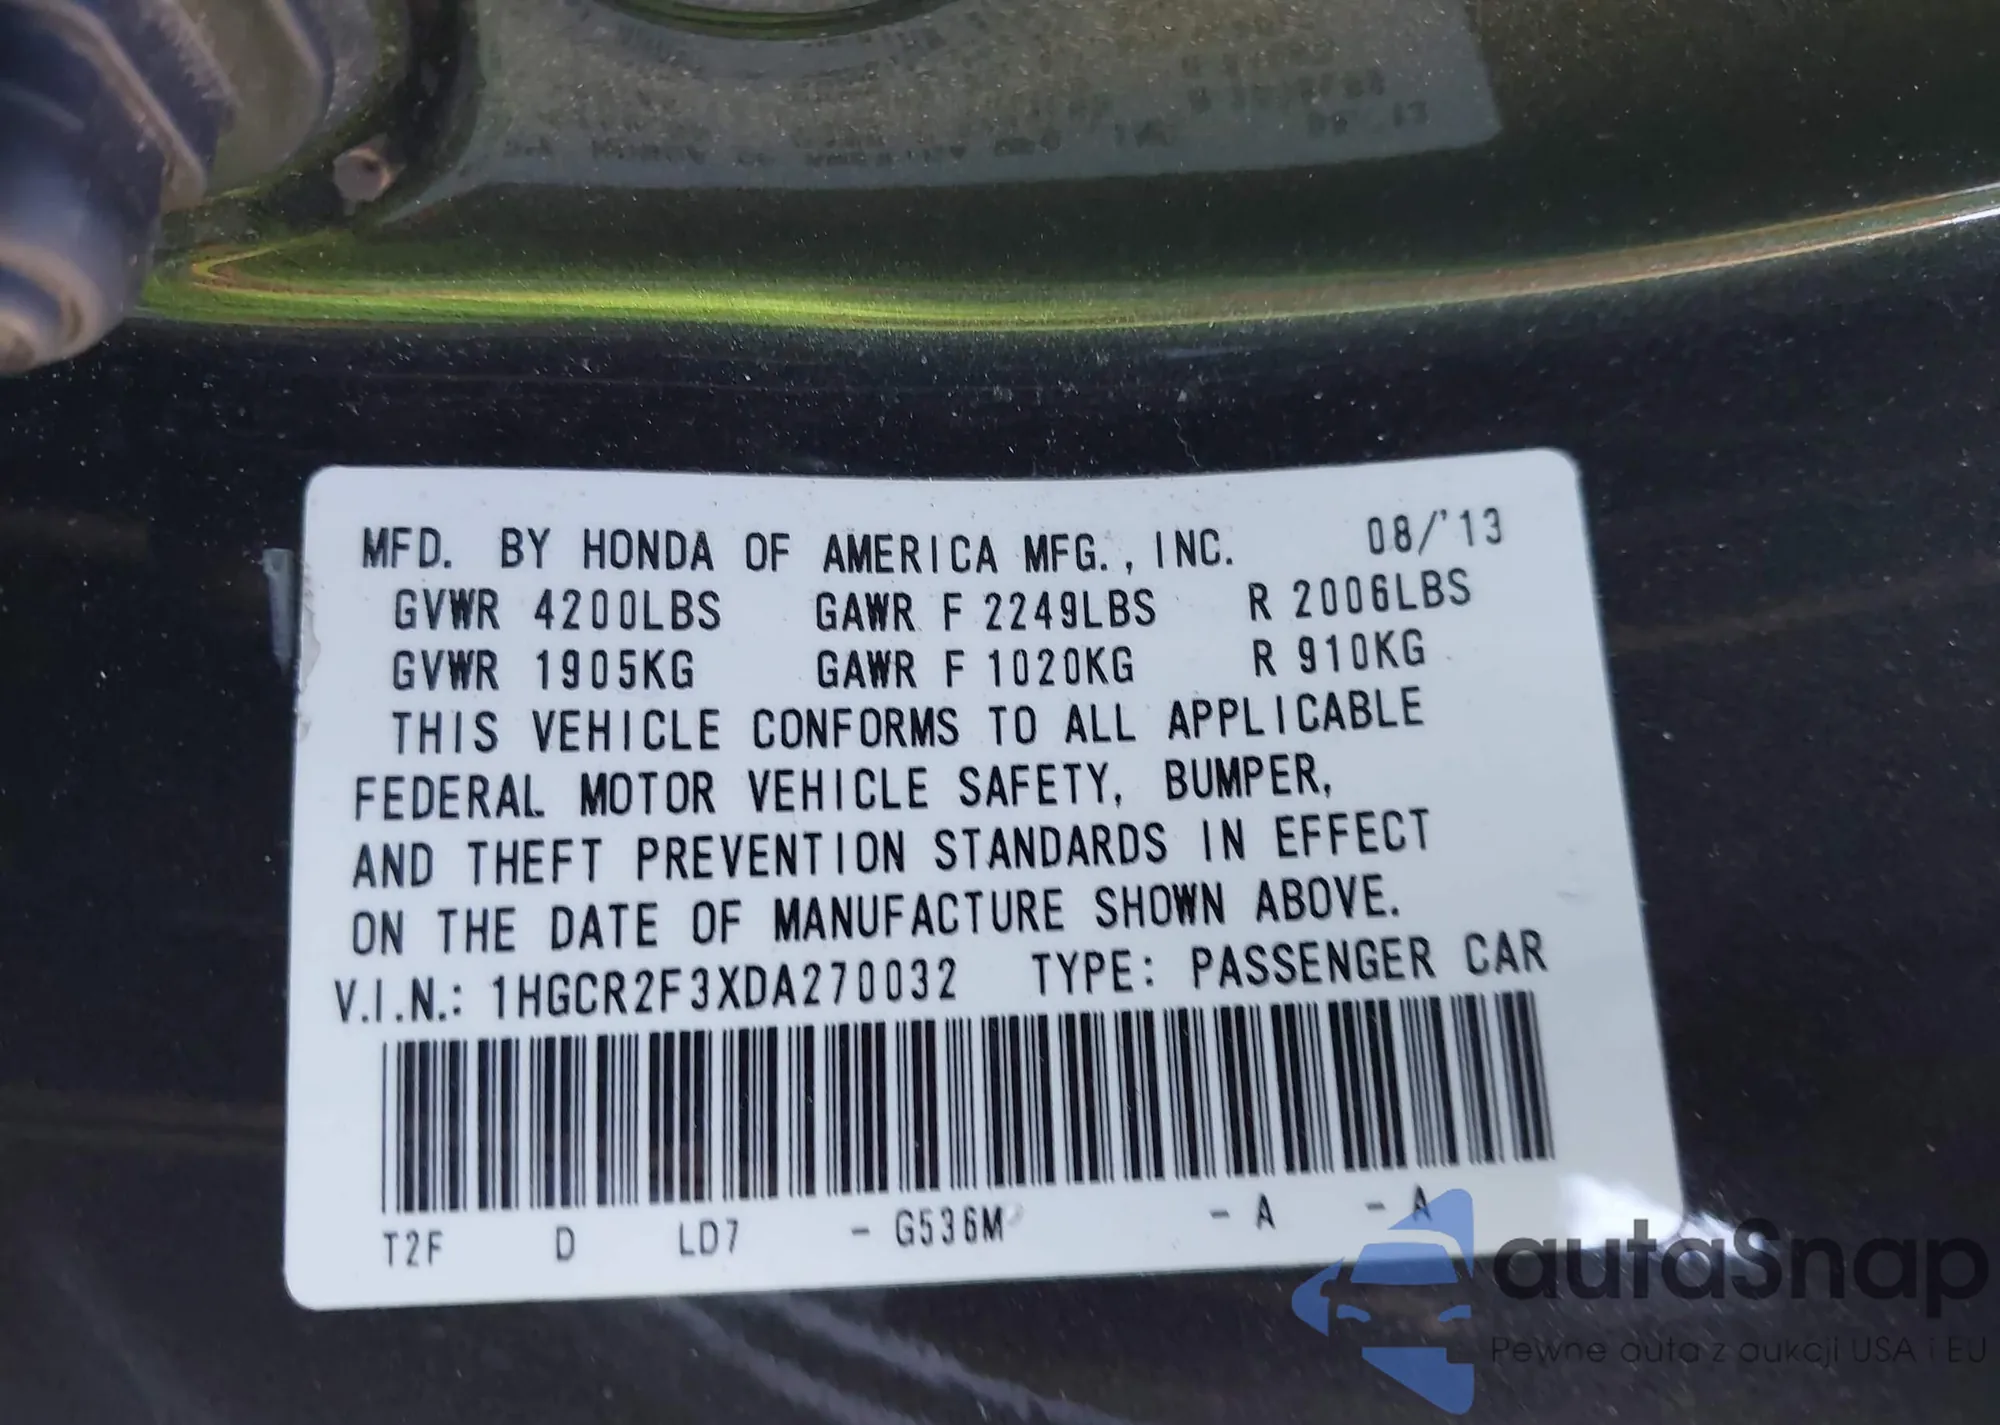 MFD. BY HONDA OF AMERICA MFG., INC. 08/'13
GVWR 4200LBS GAWR F 2249LBS R 2006LBS
GVWR 1905KG GAWR F 1020KG R 910KG
THIS VEHICLE CONFORMS TO ALL APPLICABLE
FEDERAL MOTOR VEHICLE SAFETY, BUMPER,
AND THEFT PREVENTION STANDARDS IN EFFECT
ON THE DATE OF MANUFACTURE SHOWN ABOVE.
V.I.N.: 1HGCR2F3XDA270032 TYPE: PASSENGER CAR
T2F D LD7 - G536M - A - A
autaSnap
Pewne auta z aukcji USA i EU